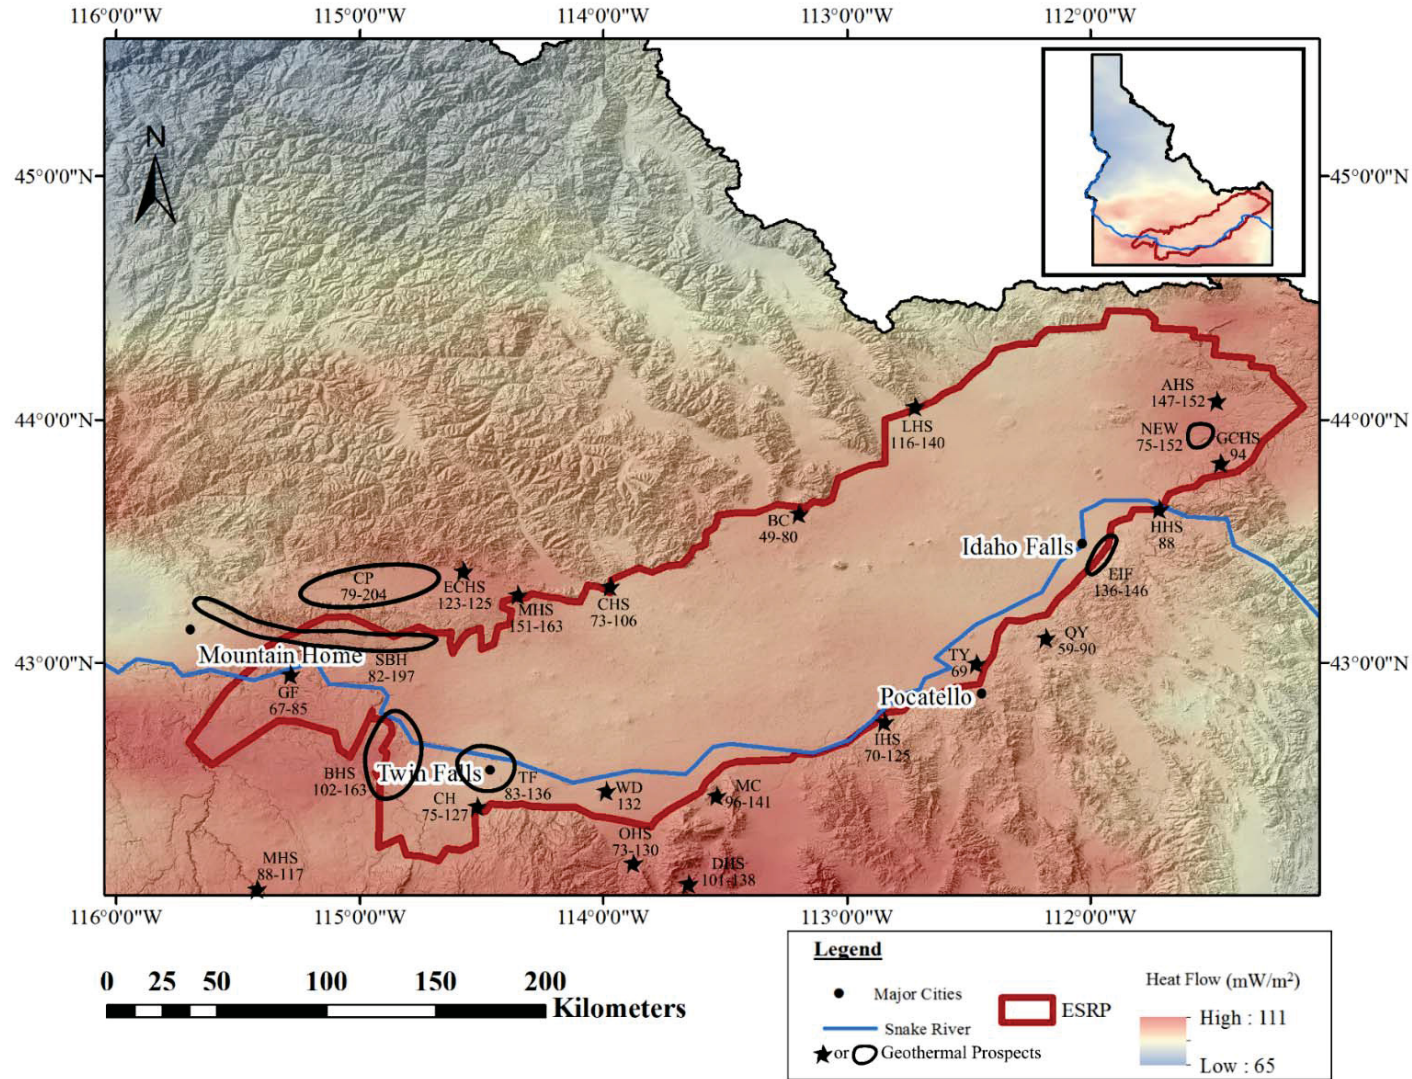 116°0'0"W
115°0'0"W
114°0'0"W
113°0'0"W
112°0'0"W
N
45°0'0"N
45°0'0"N
AHS
147-152
44°0'0"N
LHS
116-140
NEW
75-152
GCHS
94
44°0'0"N
BC
49-80
HHS
88
Idaho Falls
EIF
136-146
CP
79-204
ECHS
123-125
MHS
151-163
CHS
73-106
QY
59-90
43°0'0"N
Mountain Home
SBH
82-197
TY
69
43°0'0"N
GF
67-85
Pocatello
IHS
70-125
BHS
102-163
Twin Falls
TF
83-136
WD
132
MC
96-141
CH
75-127
OHS
73-130
MHS
88-117
DHS
101-138
116°0'0"W
115°0'0"W
114°0'0"W
113°0'0"W
112°0'0"W
0 25 50 100 150 200
Kilometers
Legend
Major Cities
Snake River
or Geothermal Prospects
ESRP
Heat Flow (mW/m²)
High : 111
Low : 65